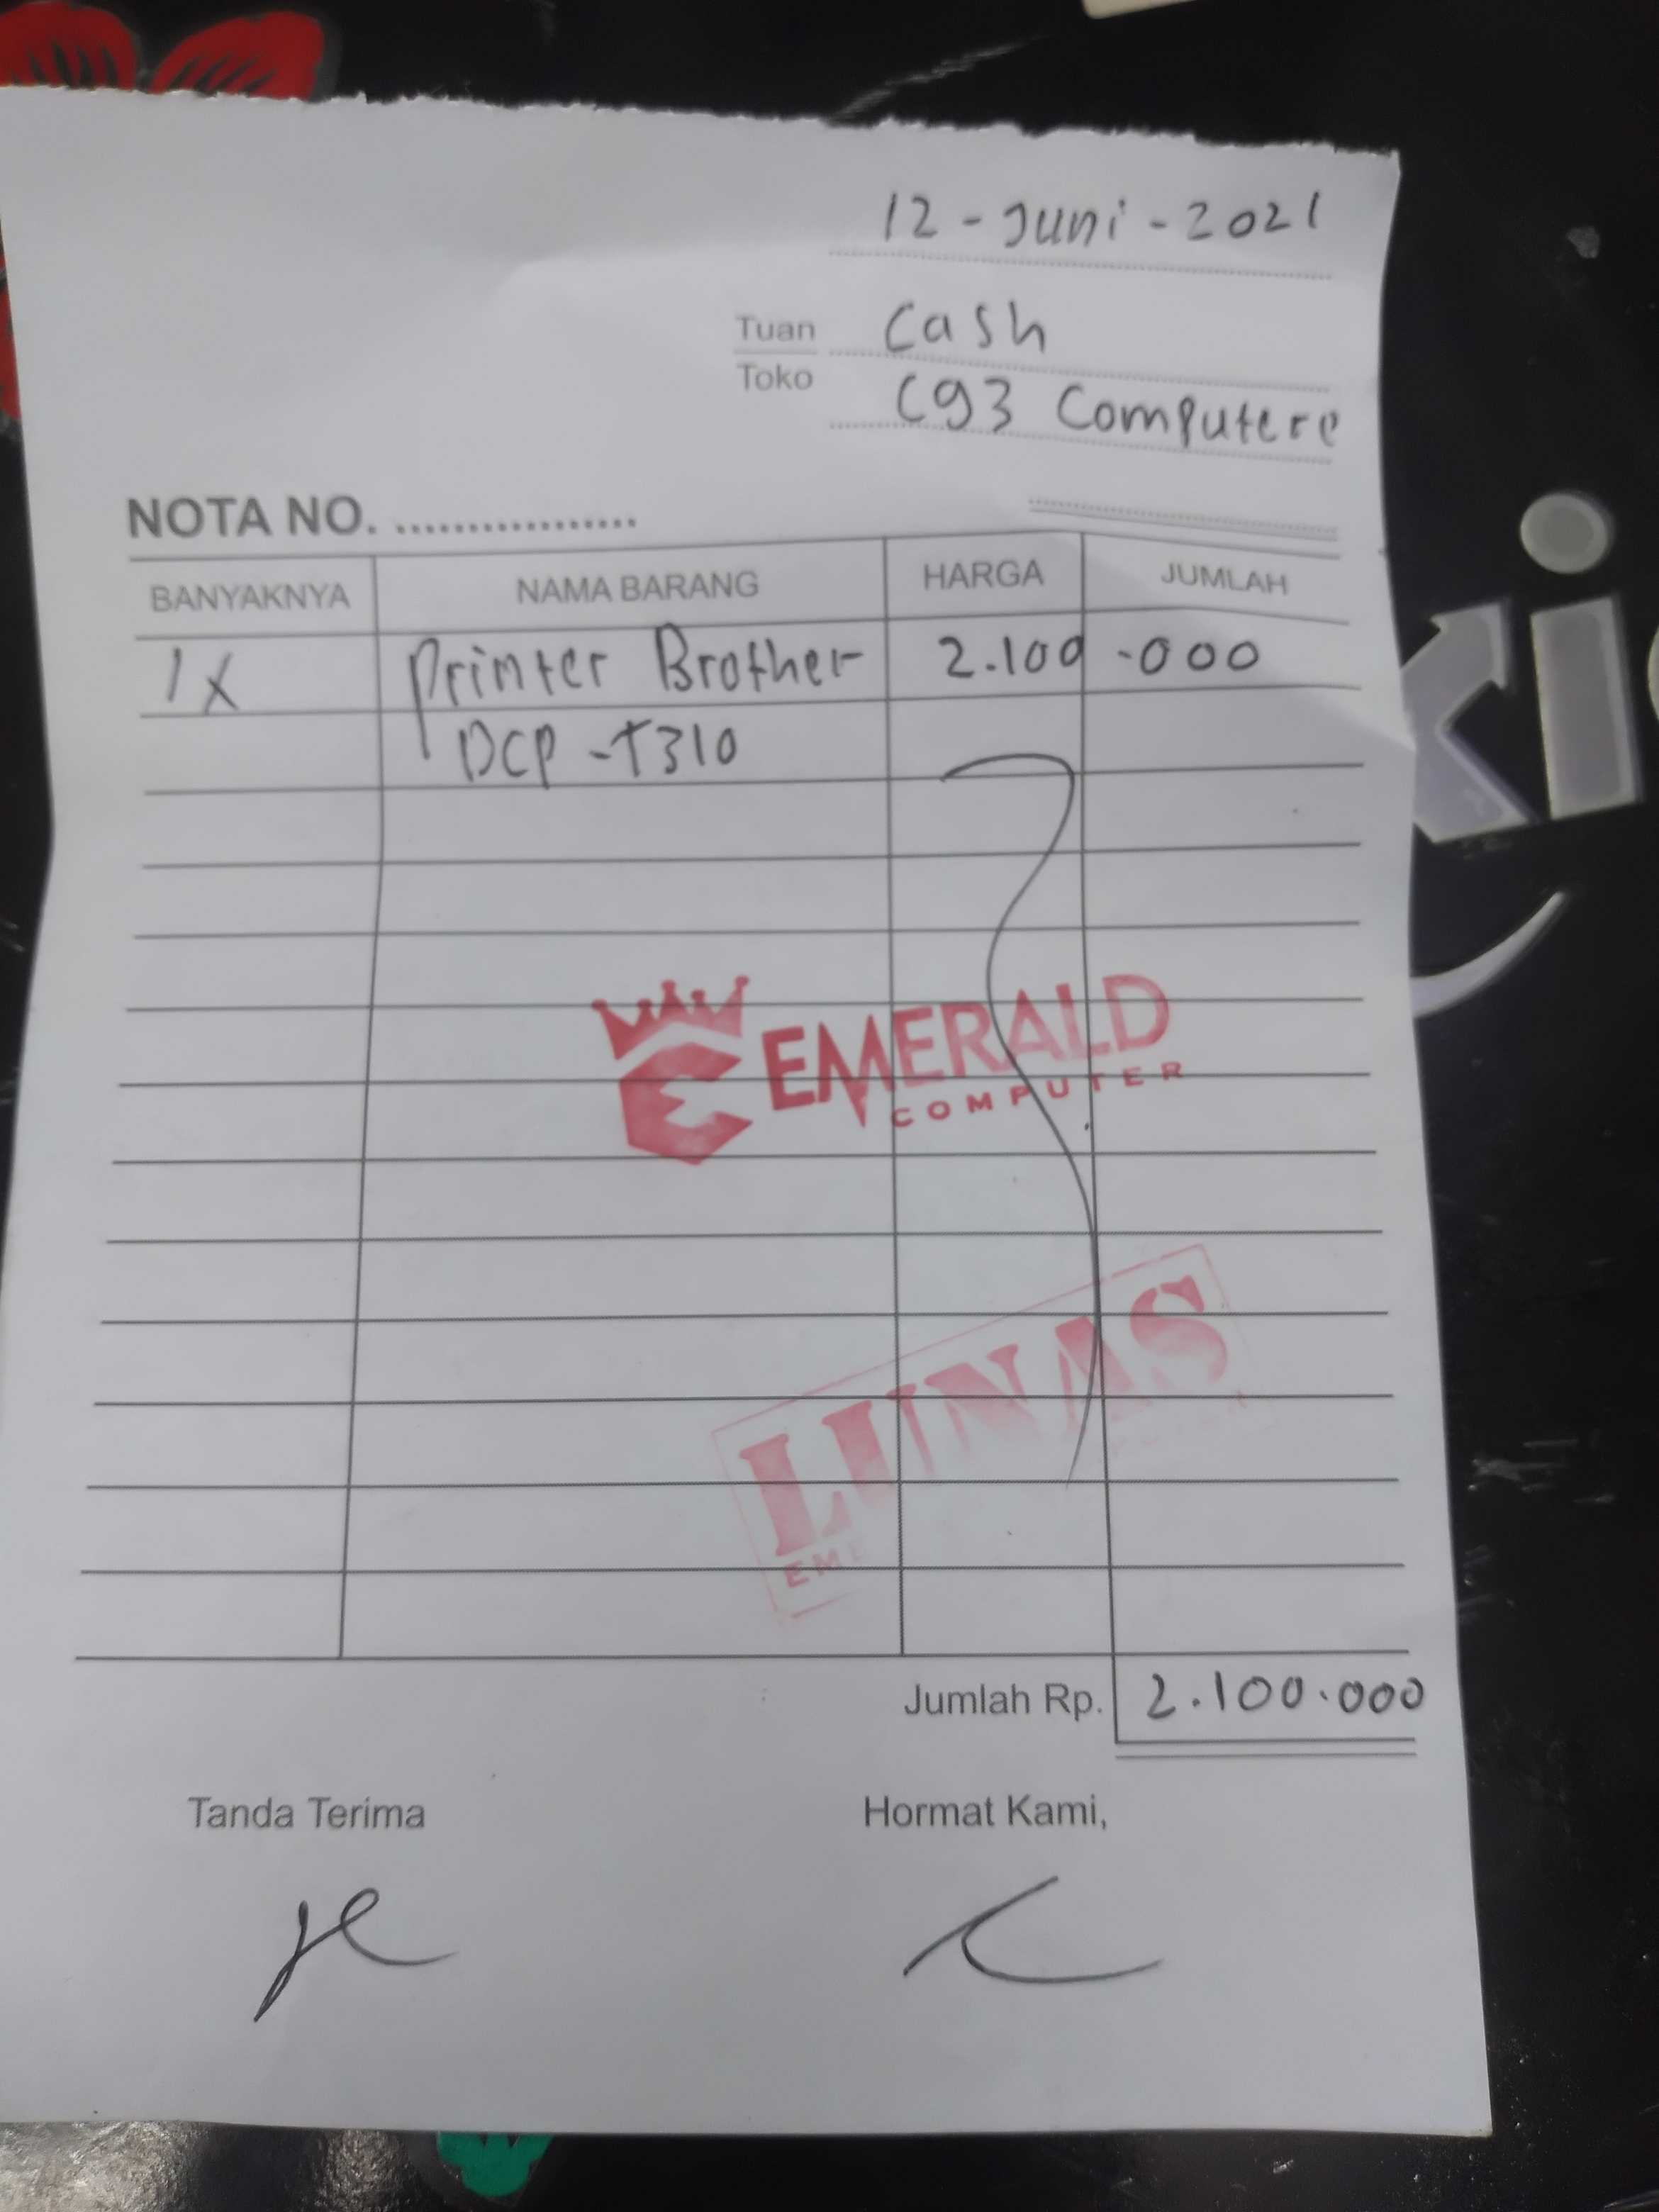 12 - Juni - 2021
Tuan Cash
Toko C93 Computere
NOTA NO. ..................
BANYAKNYA NAMA BARANG HARGA JUMLAH
1X Printer Brother 2.100.000
DCP -T310
EMERALD
COMPUTER
LUNAS
Jumlah Rp. 2.100.000
Tanda Terima Hormat Kami,